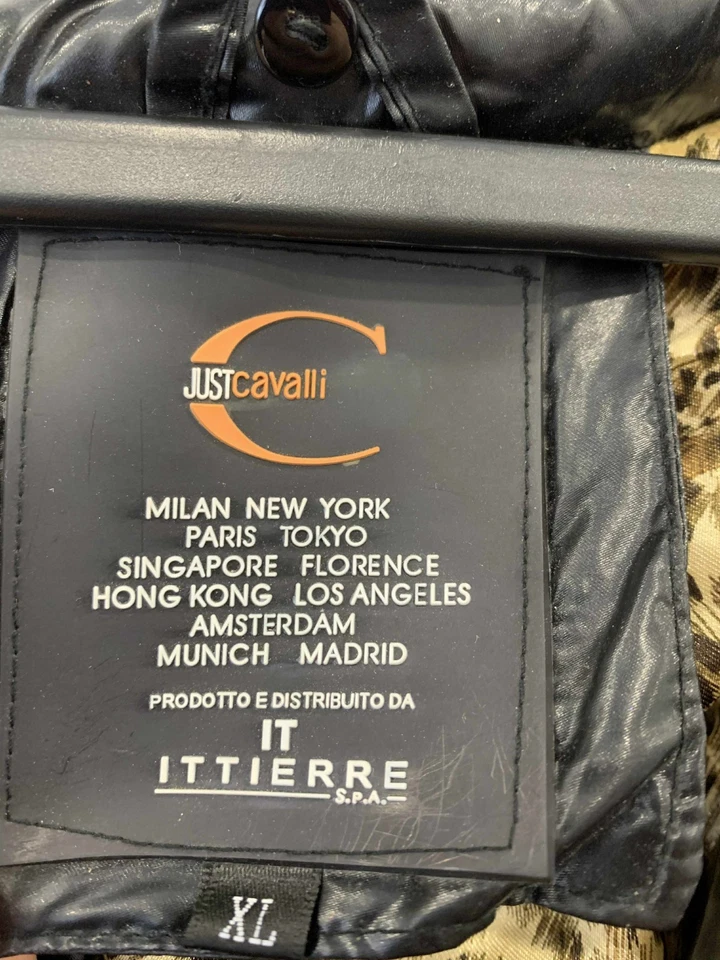 JUSTcavalli
MILAN NEW YORK
PARIS TOKYO
SINGAPORE FLORENCE
HONG KONG LOS ANGELES
AMSTERDAM
MUNICH MADRID
PRODOTTO E DISTRIBUITO DA
IT
ITTIERRE
S.P.A.
XL